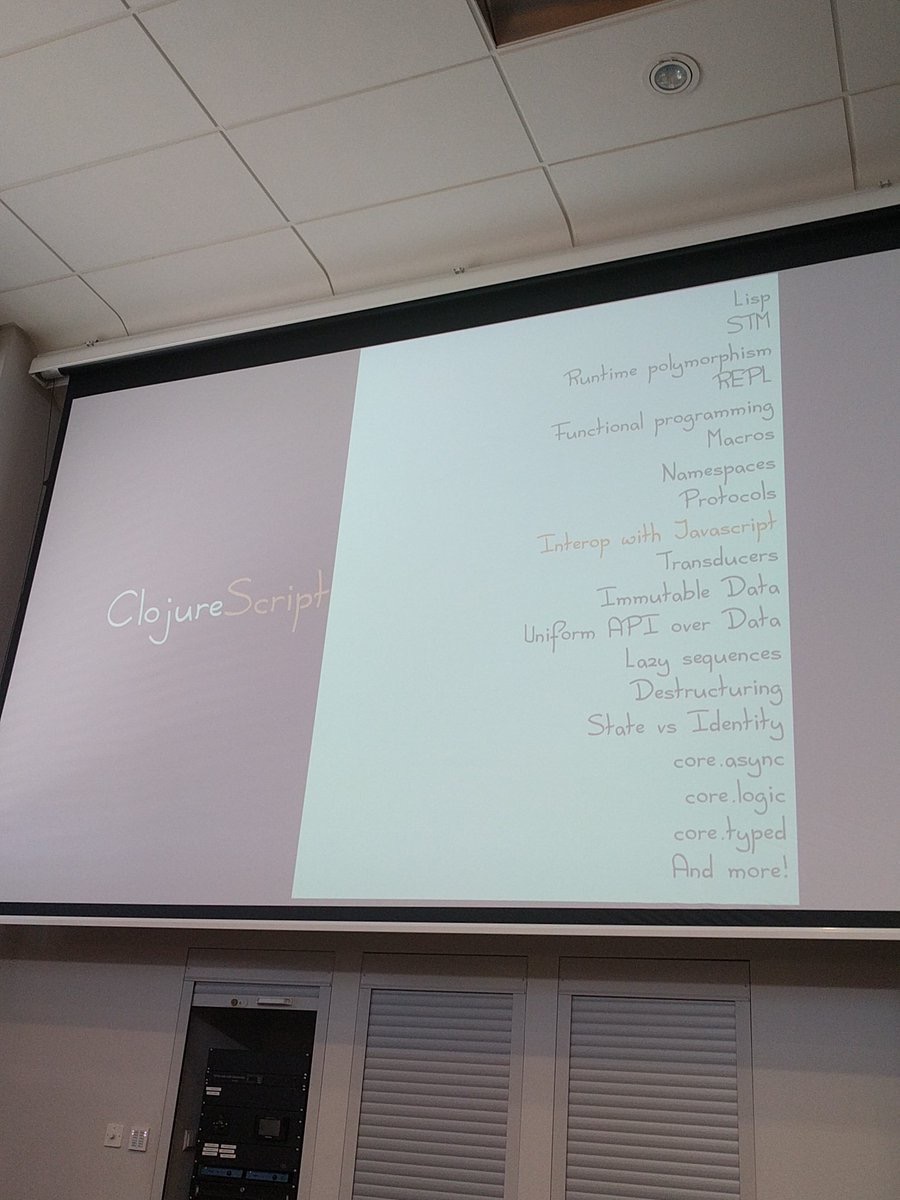 Lisp
STM
Runtime polymorphism
REPL
Functional programming
Macros
Namespaces
Protocols
Interop with Javascript
Transducers
ClojureScript
Immutable Data
Uniform API over Data
Lazy sequences
Destructuring
State vs Identity
core.async
core.logic
core.typed
And more!